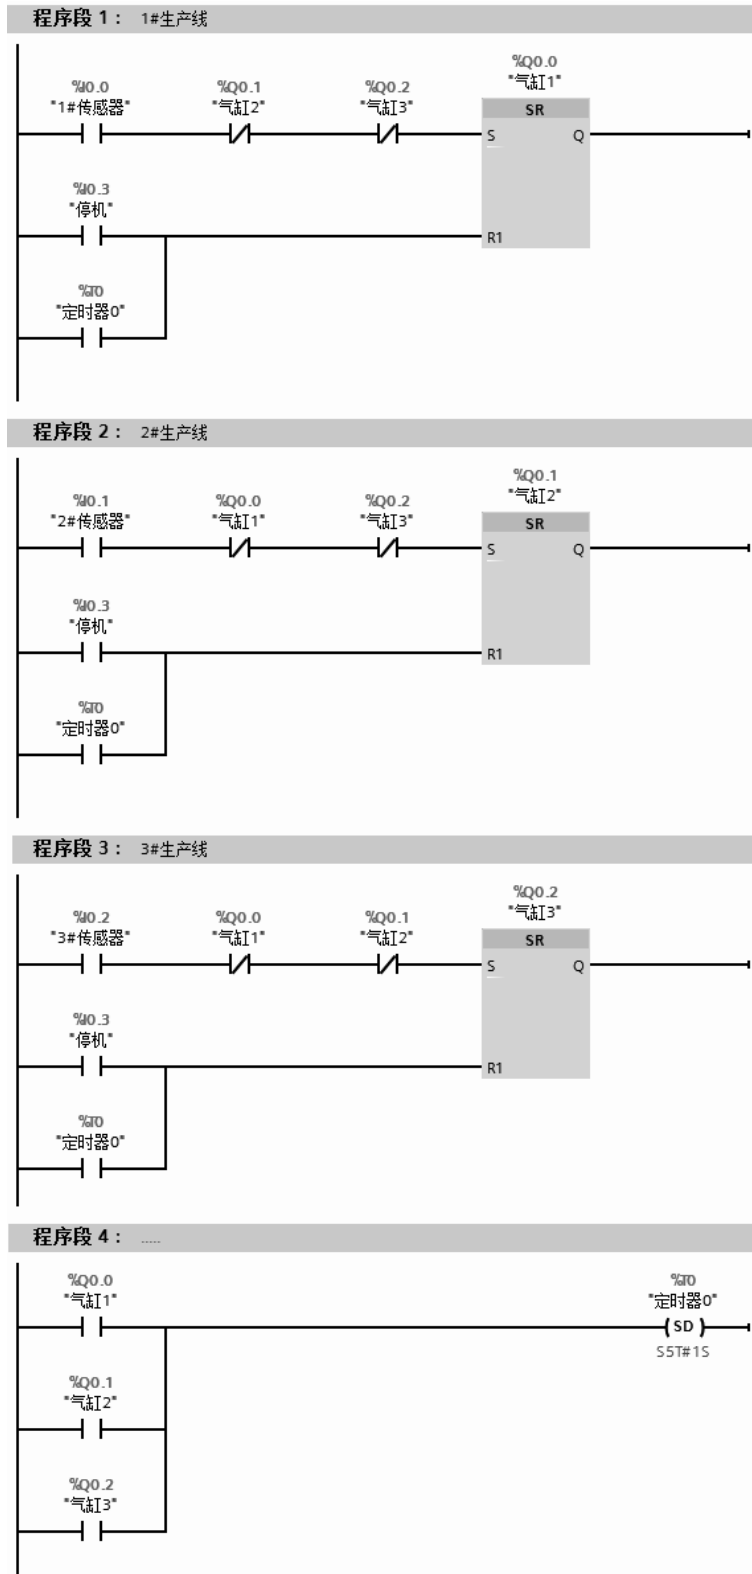 程序段 1： 1#生产线
%Q0.0
%I0.0 %Q0.1 %Q0.2 "气缸1"
"1#传感器" "气缸2" "气缸3" SR
S Q
%I0.3
"停机"
R1
%T0
"定时器0"
程序段 2： 2#生产线
%Q0.1
%I0.1 %Q0.0 %Q0.2 "气缸2"
"2#传感器" "气缸1" "气缸3" SR
S Q
%I0.3
"停机"
R1
%T0
"定时器0"
程序段 3： 3#生产线
%Q0.2
%I0.2 %Q0.0 %Q0.1 "气缸3"
"3#传感器" "气缸1" "气缸2" SR
S Q
%I0.3
"停机"
R1
%T0
"定时器0"
程序段 4： .....
%Q0.0 %T0
"气缸1" "定时器0"
SD
S5T#1S
%Q0.1
"气缸2"
%Q0.2
"气缸3"